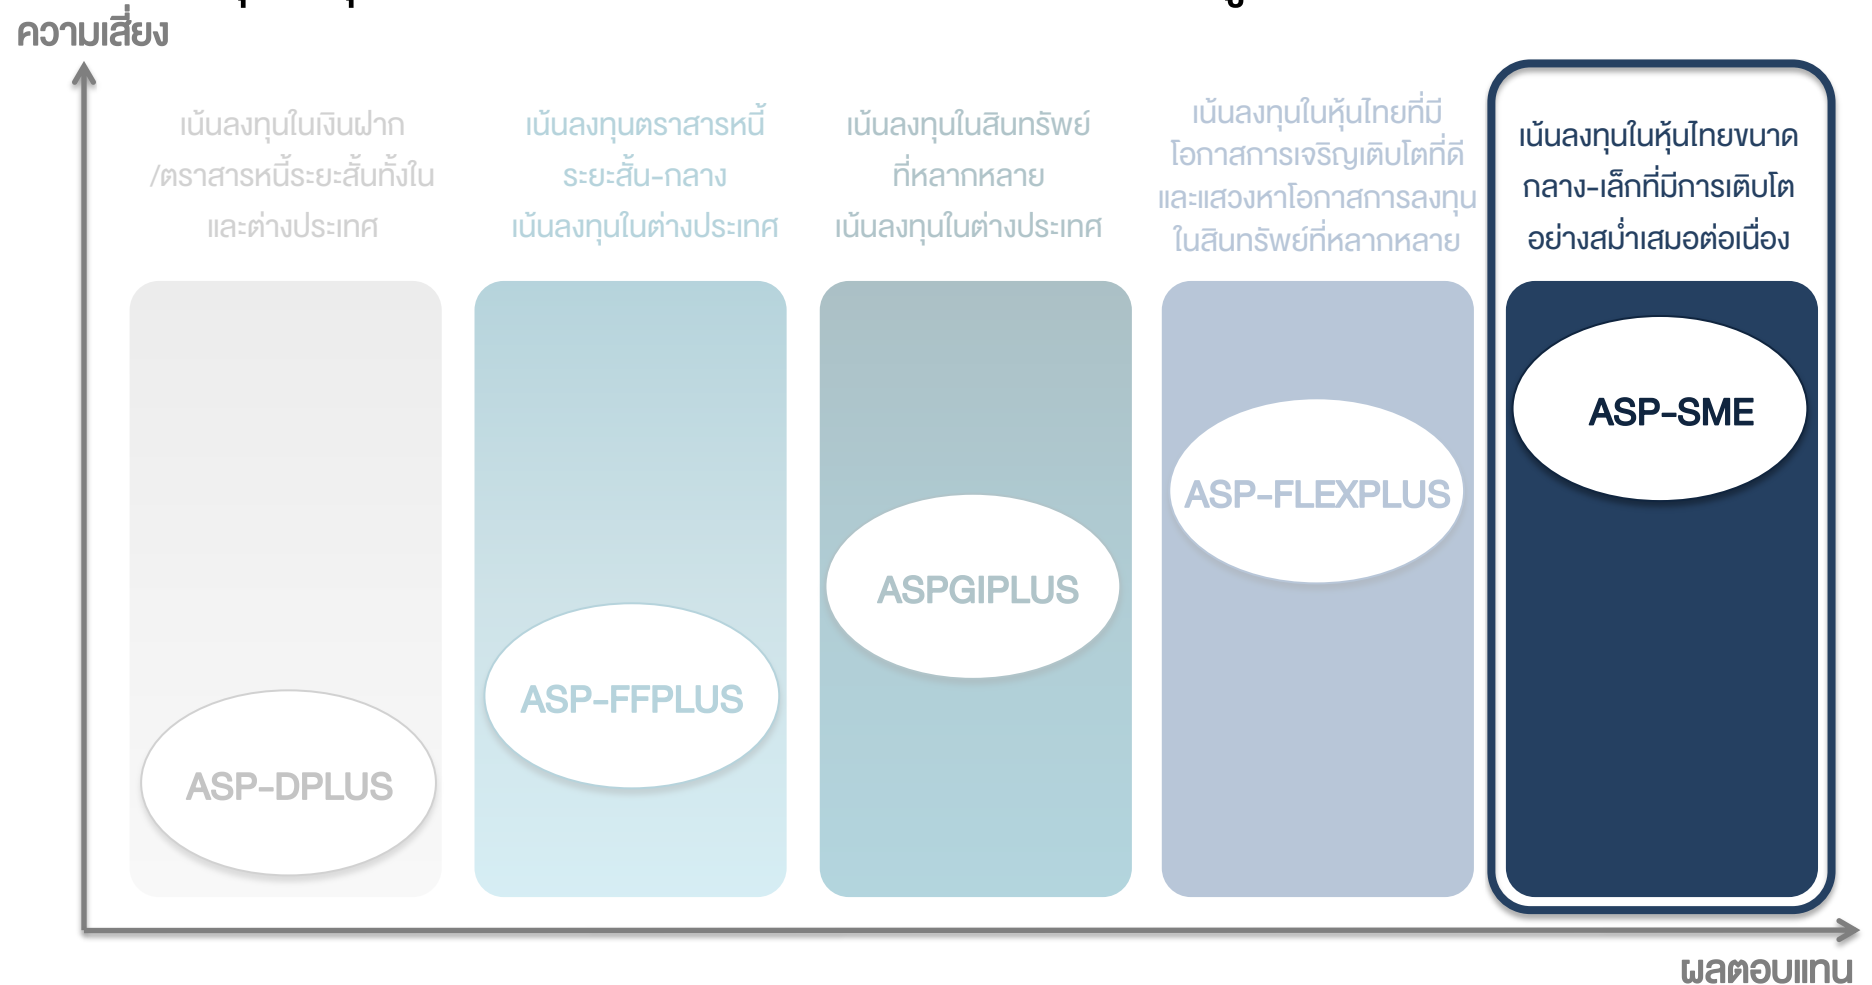 ความเสี่ยง
เน้นลงทุนในเงินฝาก
/ตราสารหนี้ระยะสั้นทั้งใน
และต่างประเทศ
เน้นลงทุนตราสารหนี้
ระยะสั้น-กลาง
เน้นลงทุนในต่างประเทศ
เน้นลงทุนในสินทรัพย์
ที่หลากหลาย
เน้นลงทุนในต่างประเทศ
เน้นลงทุนในหุ้นไทยที่มี
โอกาสการเจริญเติบโตที่ดี
และแสวงหาโอกาสการลงทุน
ในสินทรัพย์ที่หลากหลาย
เน้นลงทุนในหุ้นไทยขนาด
กลาง-เล็กที่มีการเติบโต
อย่างสม่ำเสมอต่อเนื่อง
ASP-DPLUS
ASP-FFPLUS
ASPGIPLUS
ASP-FLEXPLUS
ASP-SME
ผลตอบแทน